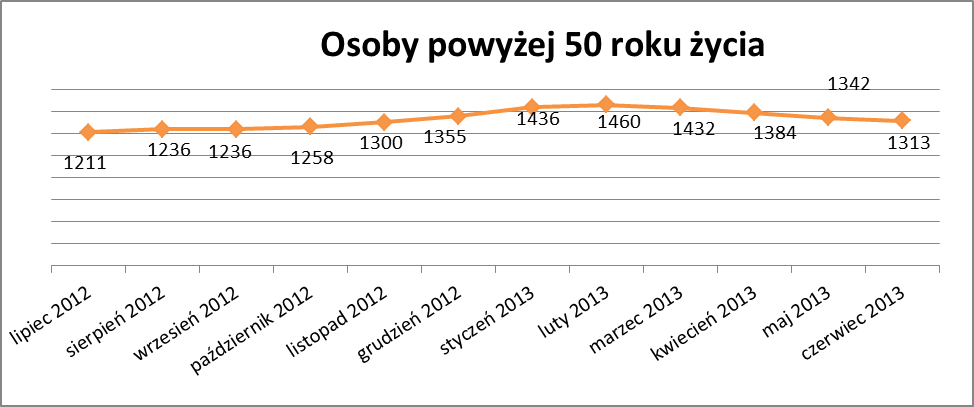 Osoby powyżej 50 roku życia
1211
1236
1236
1258
1300
1355
1436
1460
1432
1384
1342
1313
lipiec 2012
sierpień 2012
wrzesień 2012
październik 2012
listopad 2012
grudzień 2012
styczeń 2013
luty 2013
marzec 2013
kwiecień 2013
maj 2013
czerwiec 2013